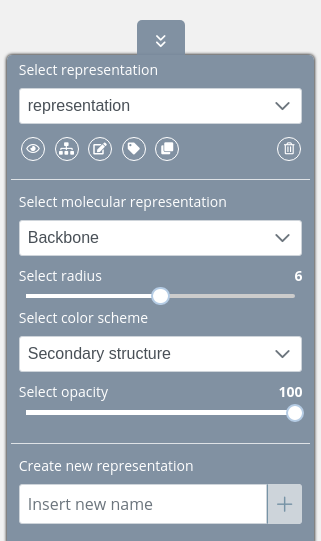 Select representation
representation
Select molecular representation
Backbone
Select radius 6
Select color scheme
Secondary structure
Select opacity 100
Create new representation
Insert new name
+